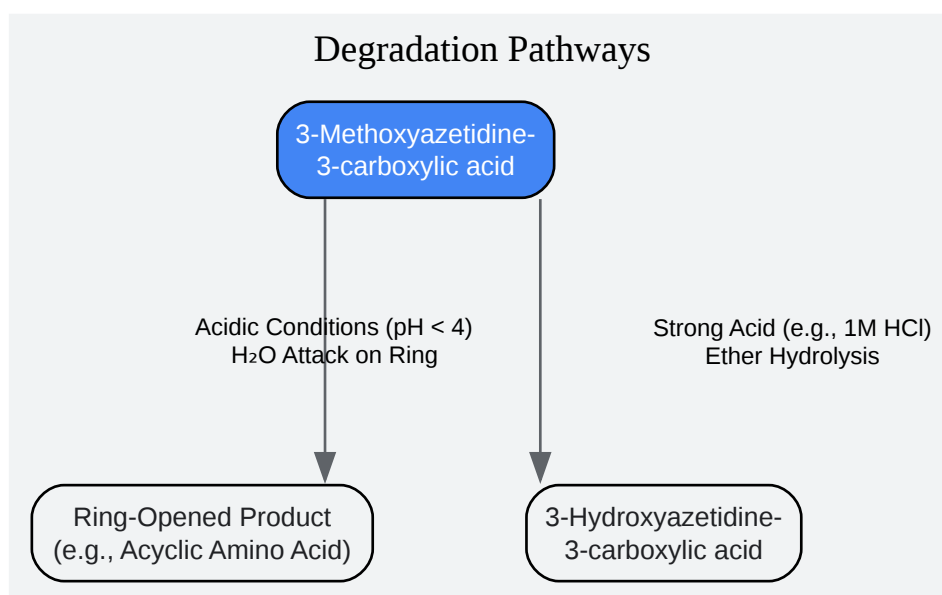 Degradation Pathways
3-Methoxyazetidine-
3-carboxylic acid
Acidic Conditions (pH < 4)
H₂O Attack on Ring
Strong Acid (e.g., 1M HCl)
Ether Hydrolysis
Ring-Opened Product
(e.g., Acyclic Amino Acid)
3-Hydroxyazetidine-
3-carboxylic acid